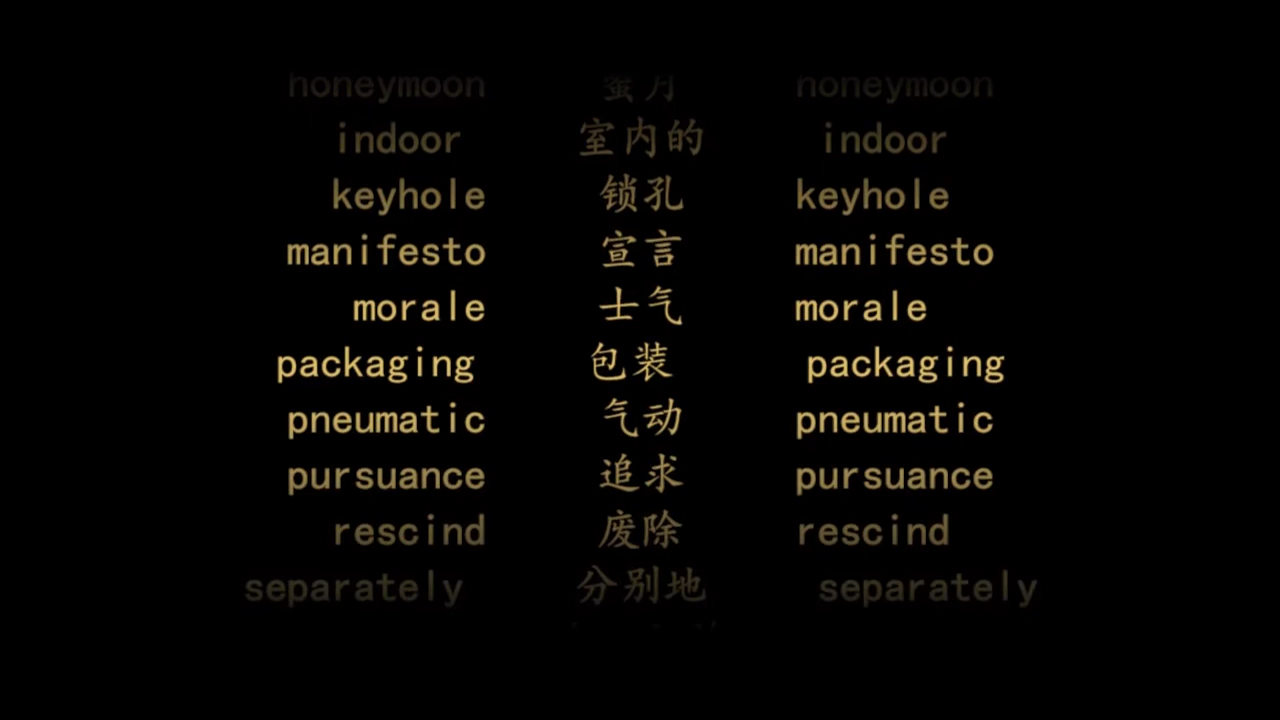 honeymoon 蜜月 honeymoon
indoor 室内的 indoor
keyhole 锁孔 keyhole
manifesto 宣言 manifesto
morale 士气 morale
packaging 包装 packaging
pneumatic 气动 pneumatic
pursuance 追求 pursuance
rescind 废除 rescind
separately 分别地 separately